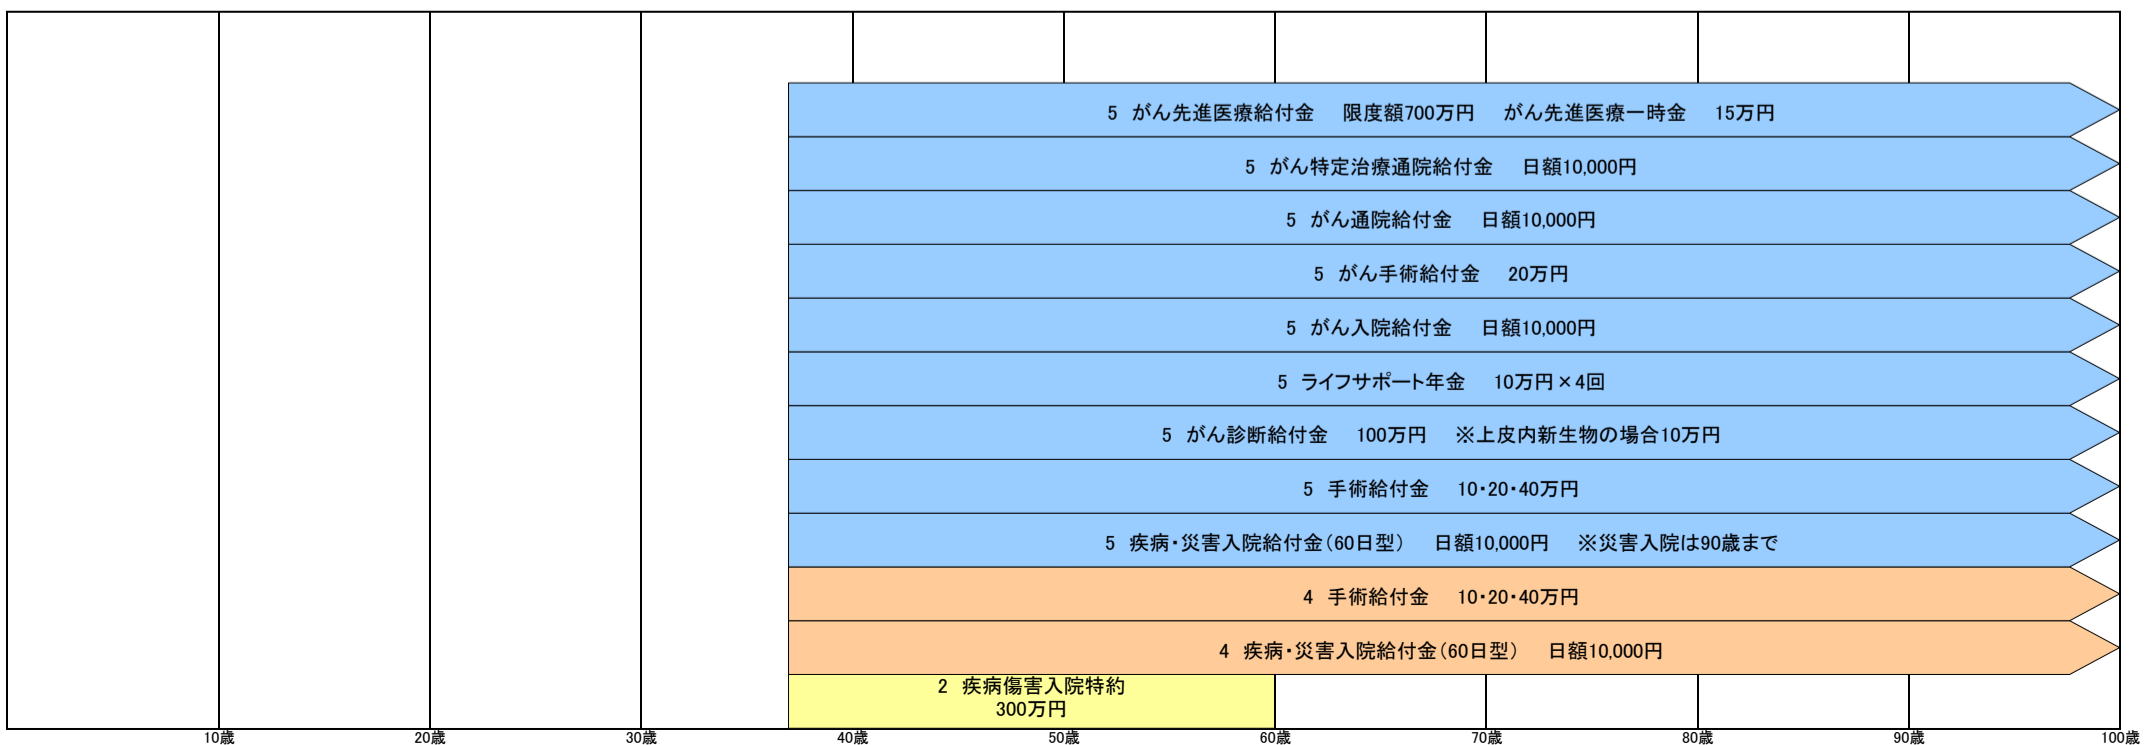 5 がん先進医療給付金 限度額700万円 がん先進医療一時金 15万円
5 がん特定治療通院給付金 日額10,000円
5 がん通院給付金 日額10,000円
5 がん手術給付金 20万円
5 がん入院給付金 日額10,000円
5 ライフサポート年金 10万円×4回
5 がん診断給付金 100万円 ※上皮内新生物の場合10万円
5 手術給付金 10・20・40万円
5 疾病・災害入院給付金（60日型） 日額10,000円 ※災害入院は90歳まで
4 手術給付金 10・20・40万円
4 疾病・災害入院給付金（60日型） 日額10,000円
2 疾病傷害入院特約
300万円
10歳 20歳 30歳 40歳 50歳 60歳 70歳 80歳 90歳 100歳